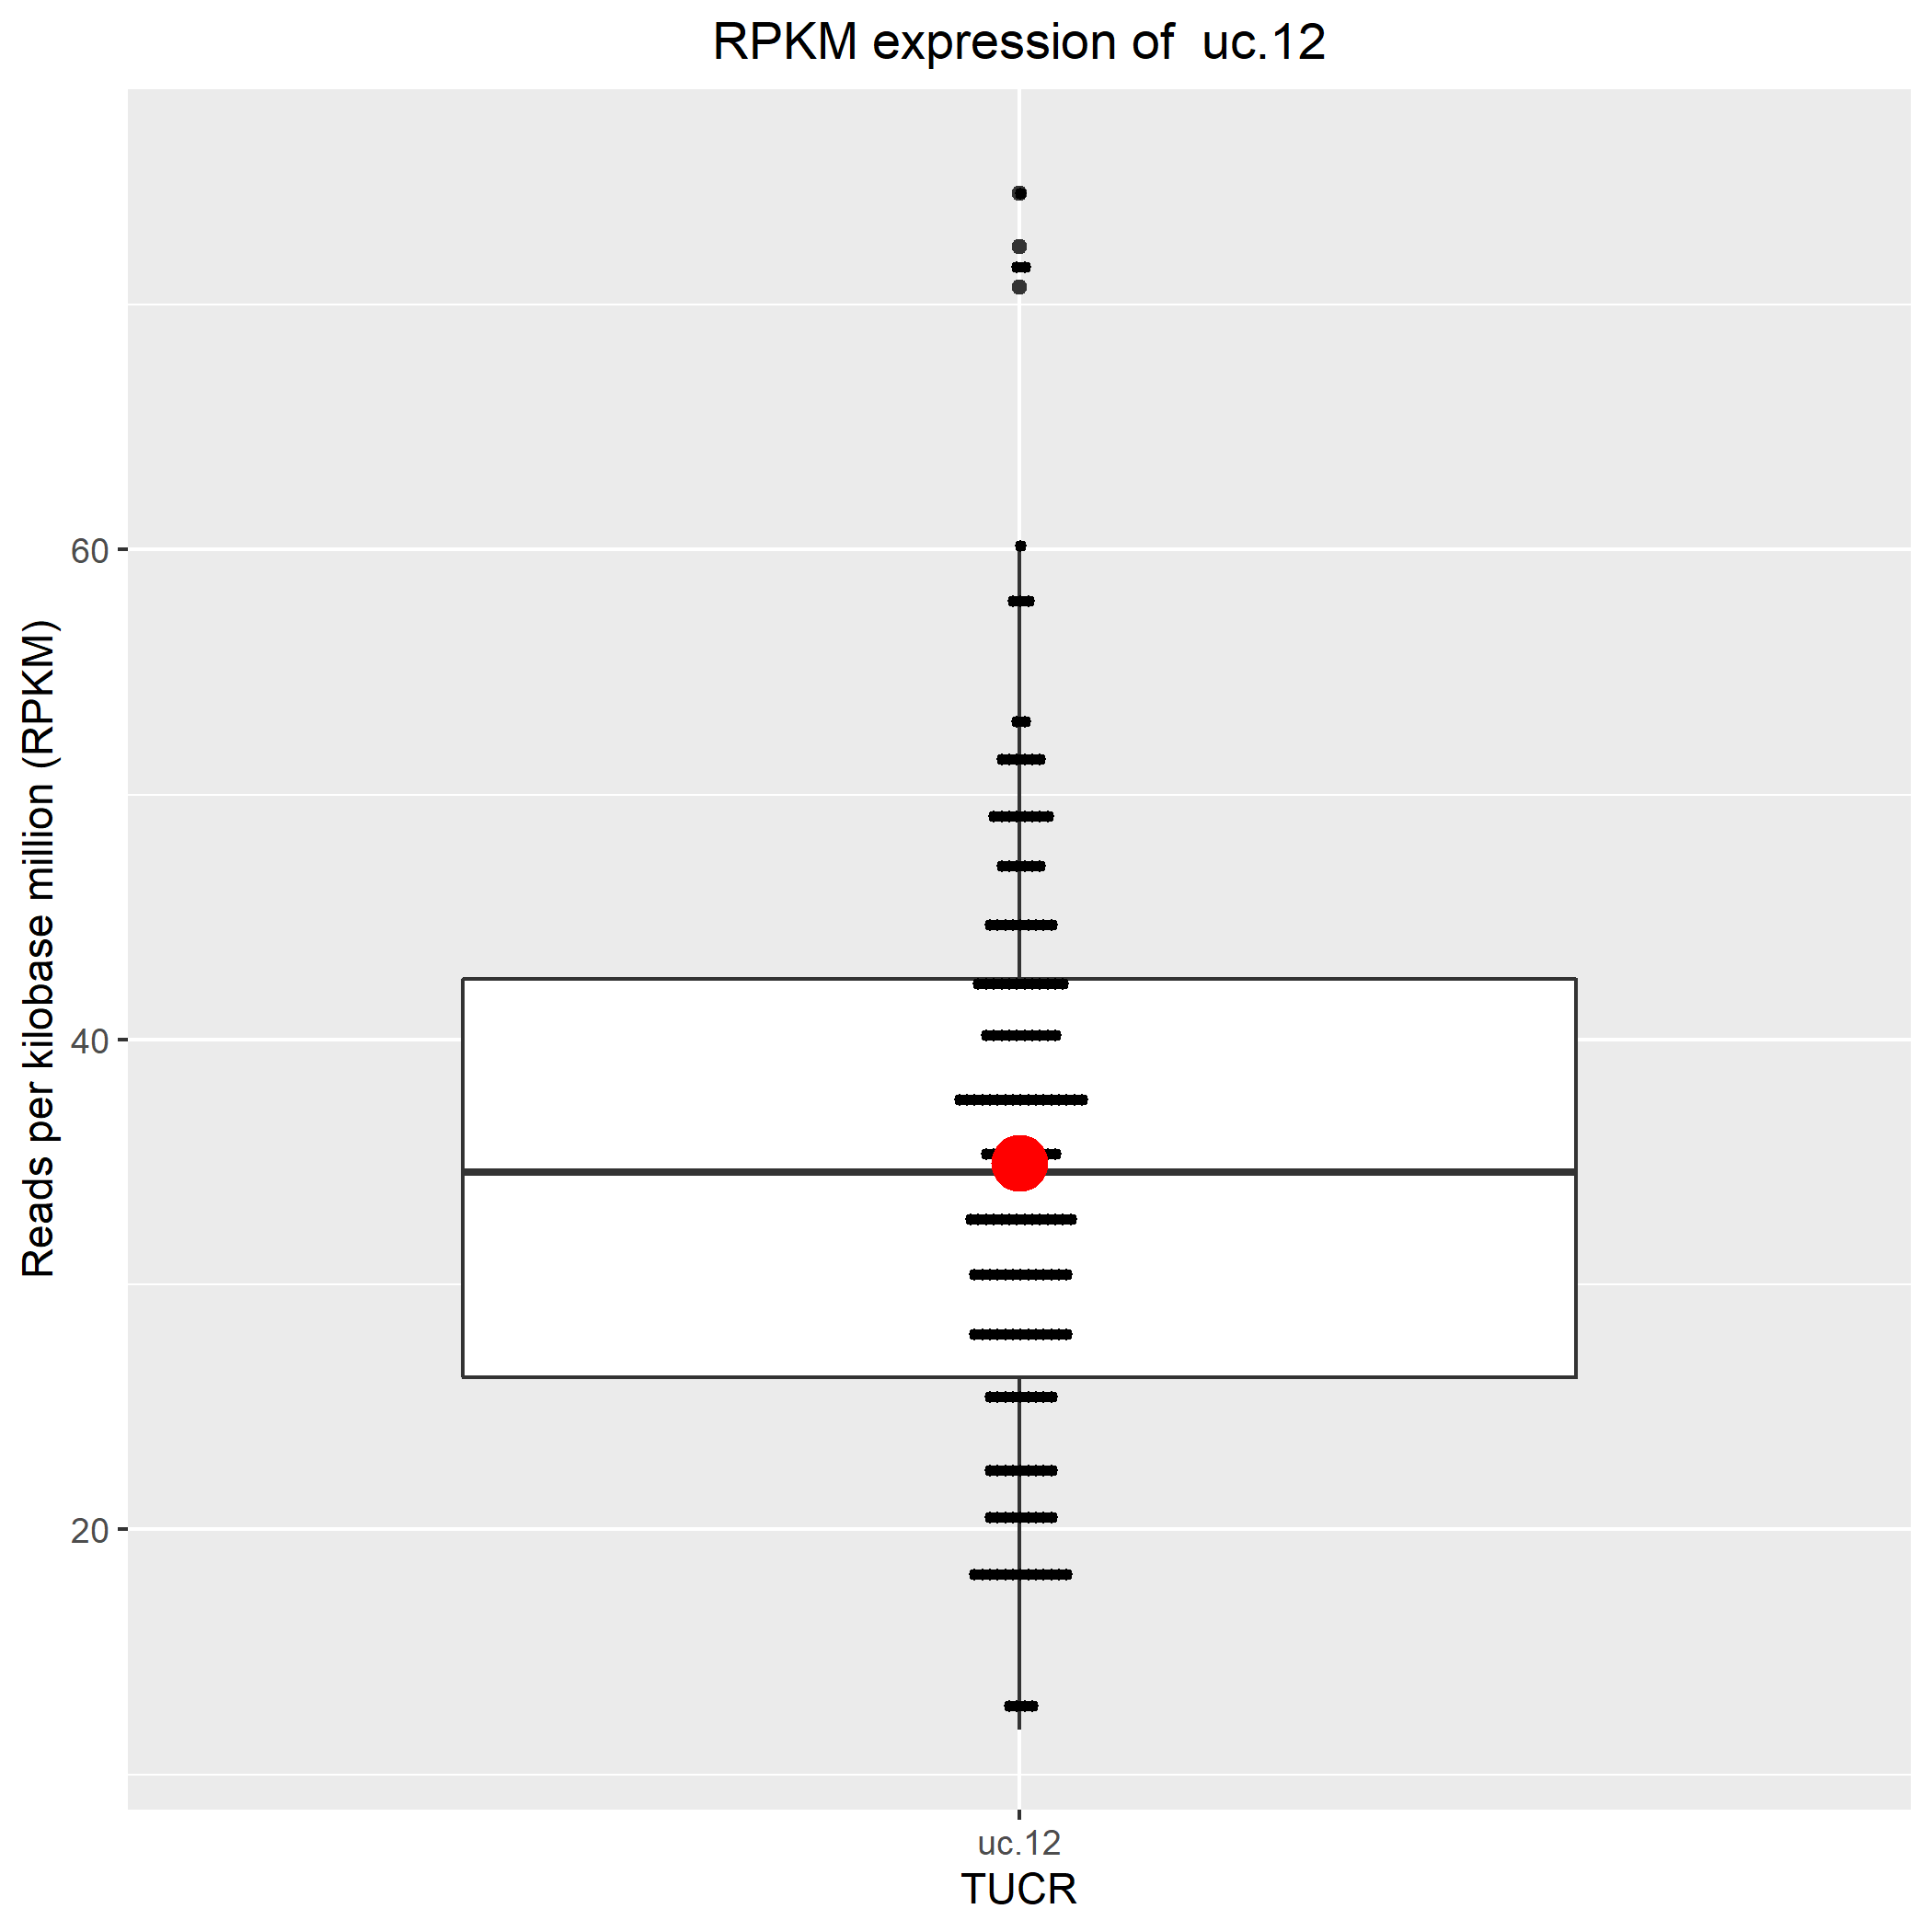 RPKM expression of  uc.12
Reads per kilobase million (RPKM)
60
40
20
uc.12
TUCR